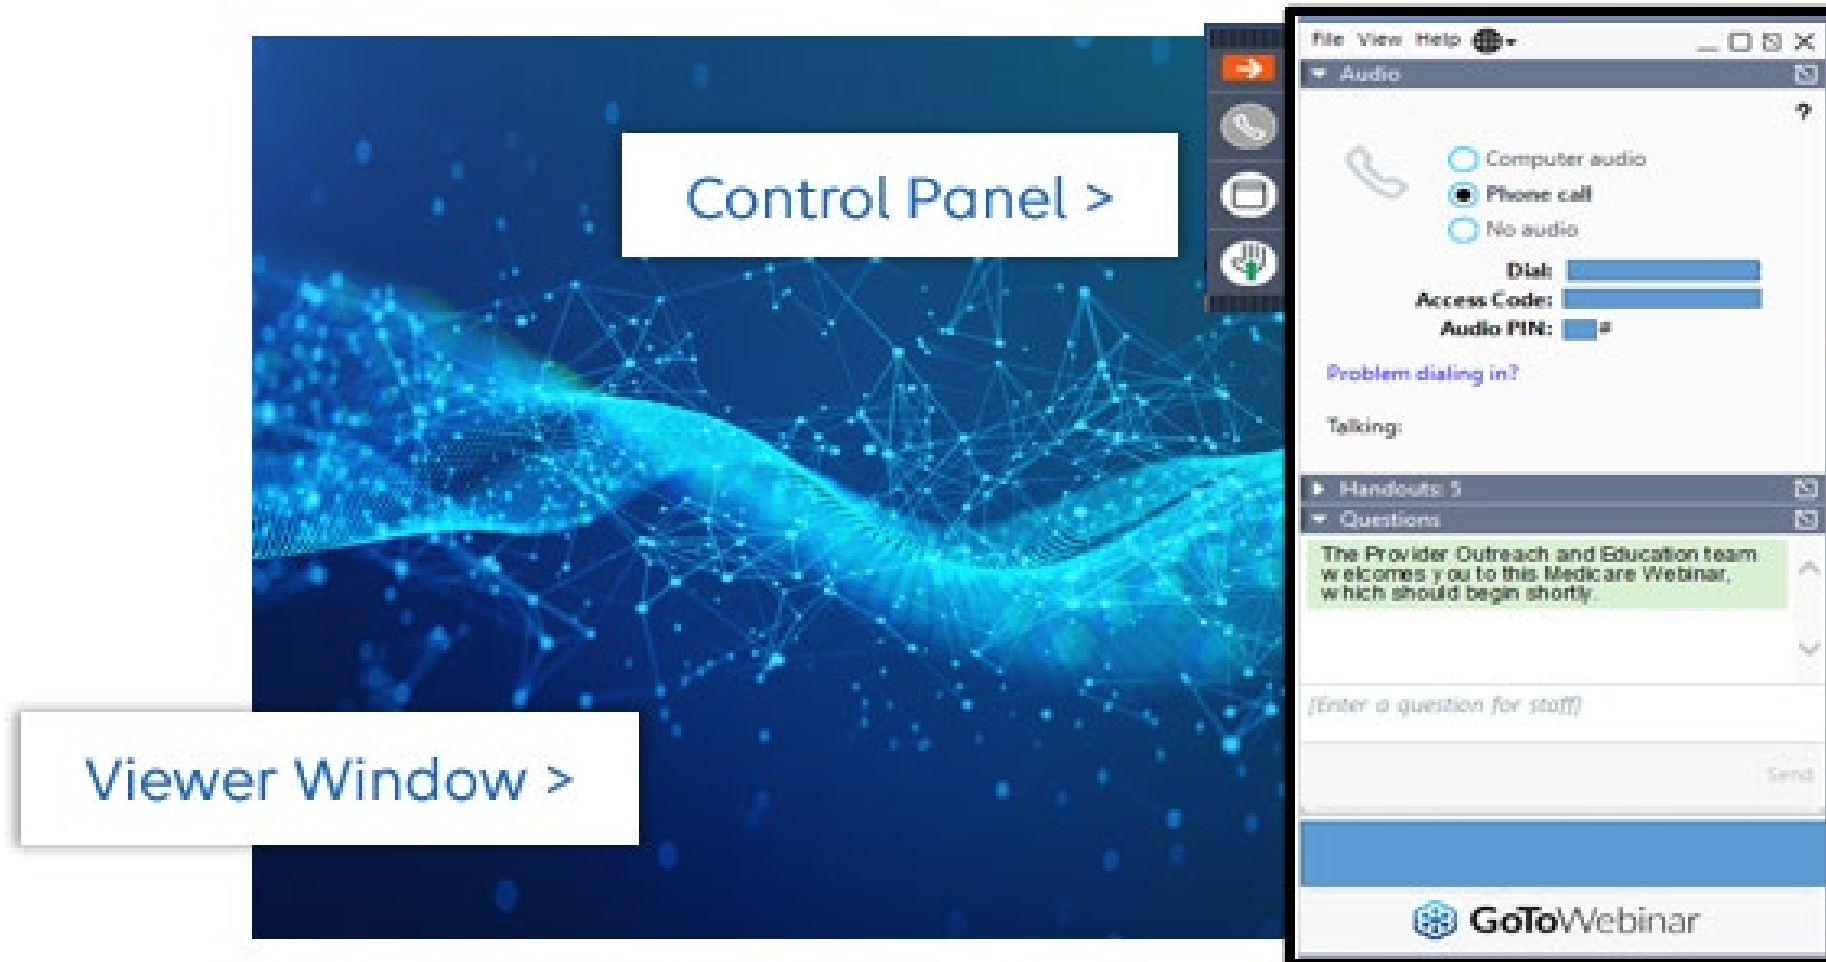 Control Panel >
Viewer Window >
File View Help
Audio
?
Computer audio
Phone call
No audio
Dial:
Access Code:
Audio PIN: #
Problem dialing in?
Talking:
Handouts: 5
Questions
The Provider Outreach and Education team
welcomes you to this Medicare Webinar,
which should begin shortly.
[Enter a question for staff]
Send
GoToWebinar